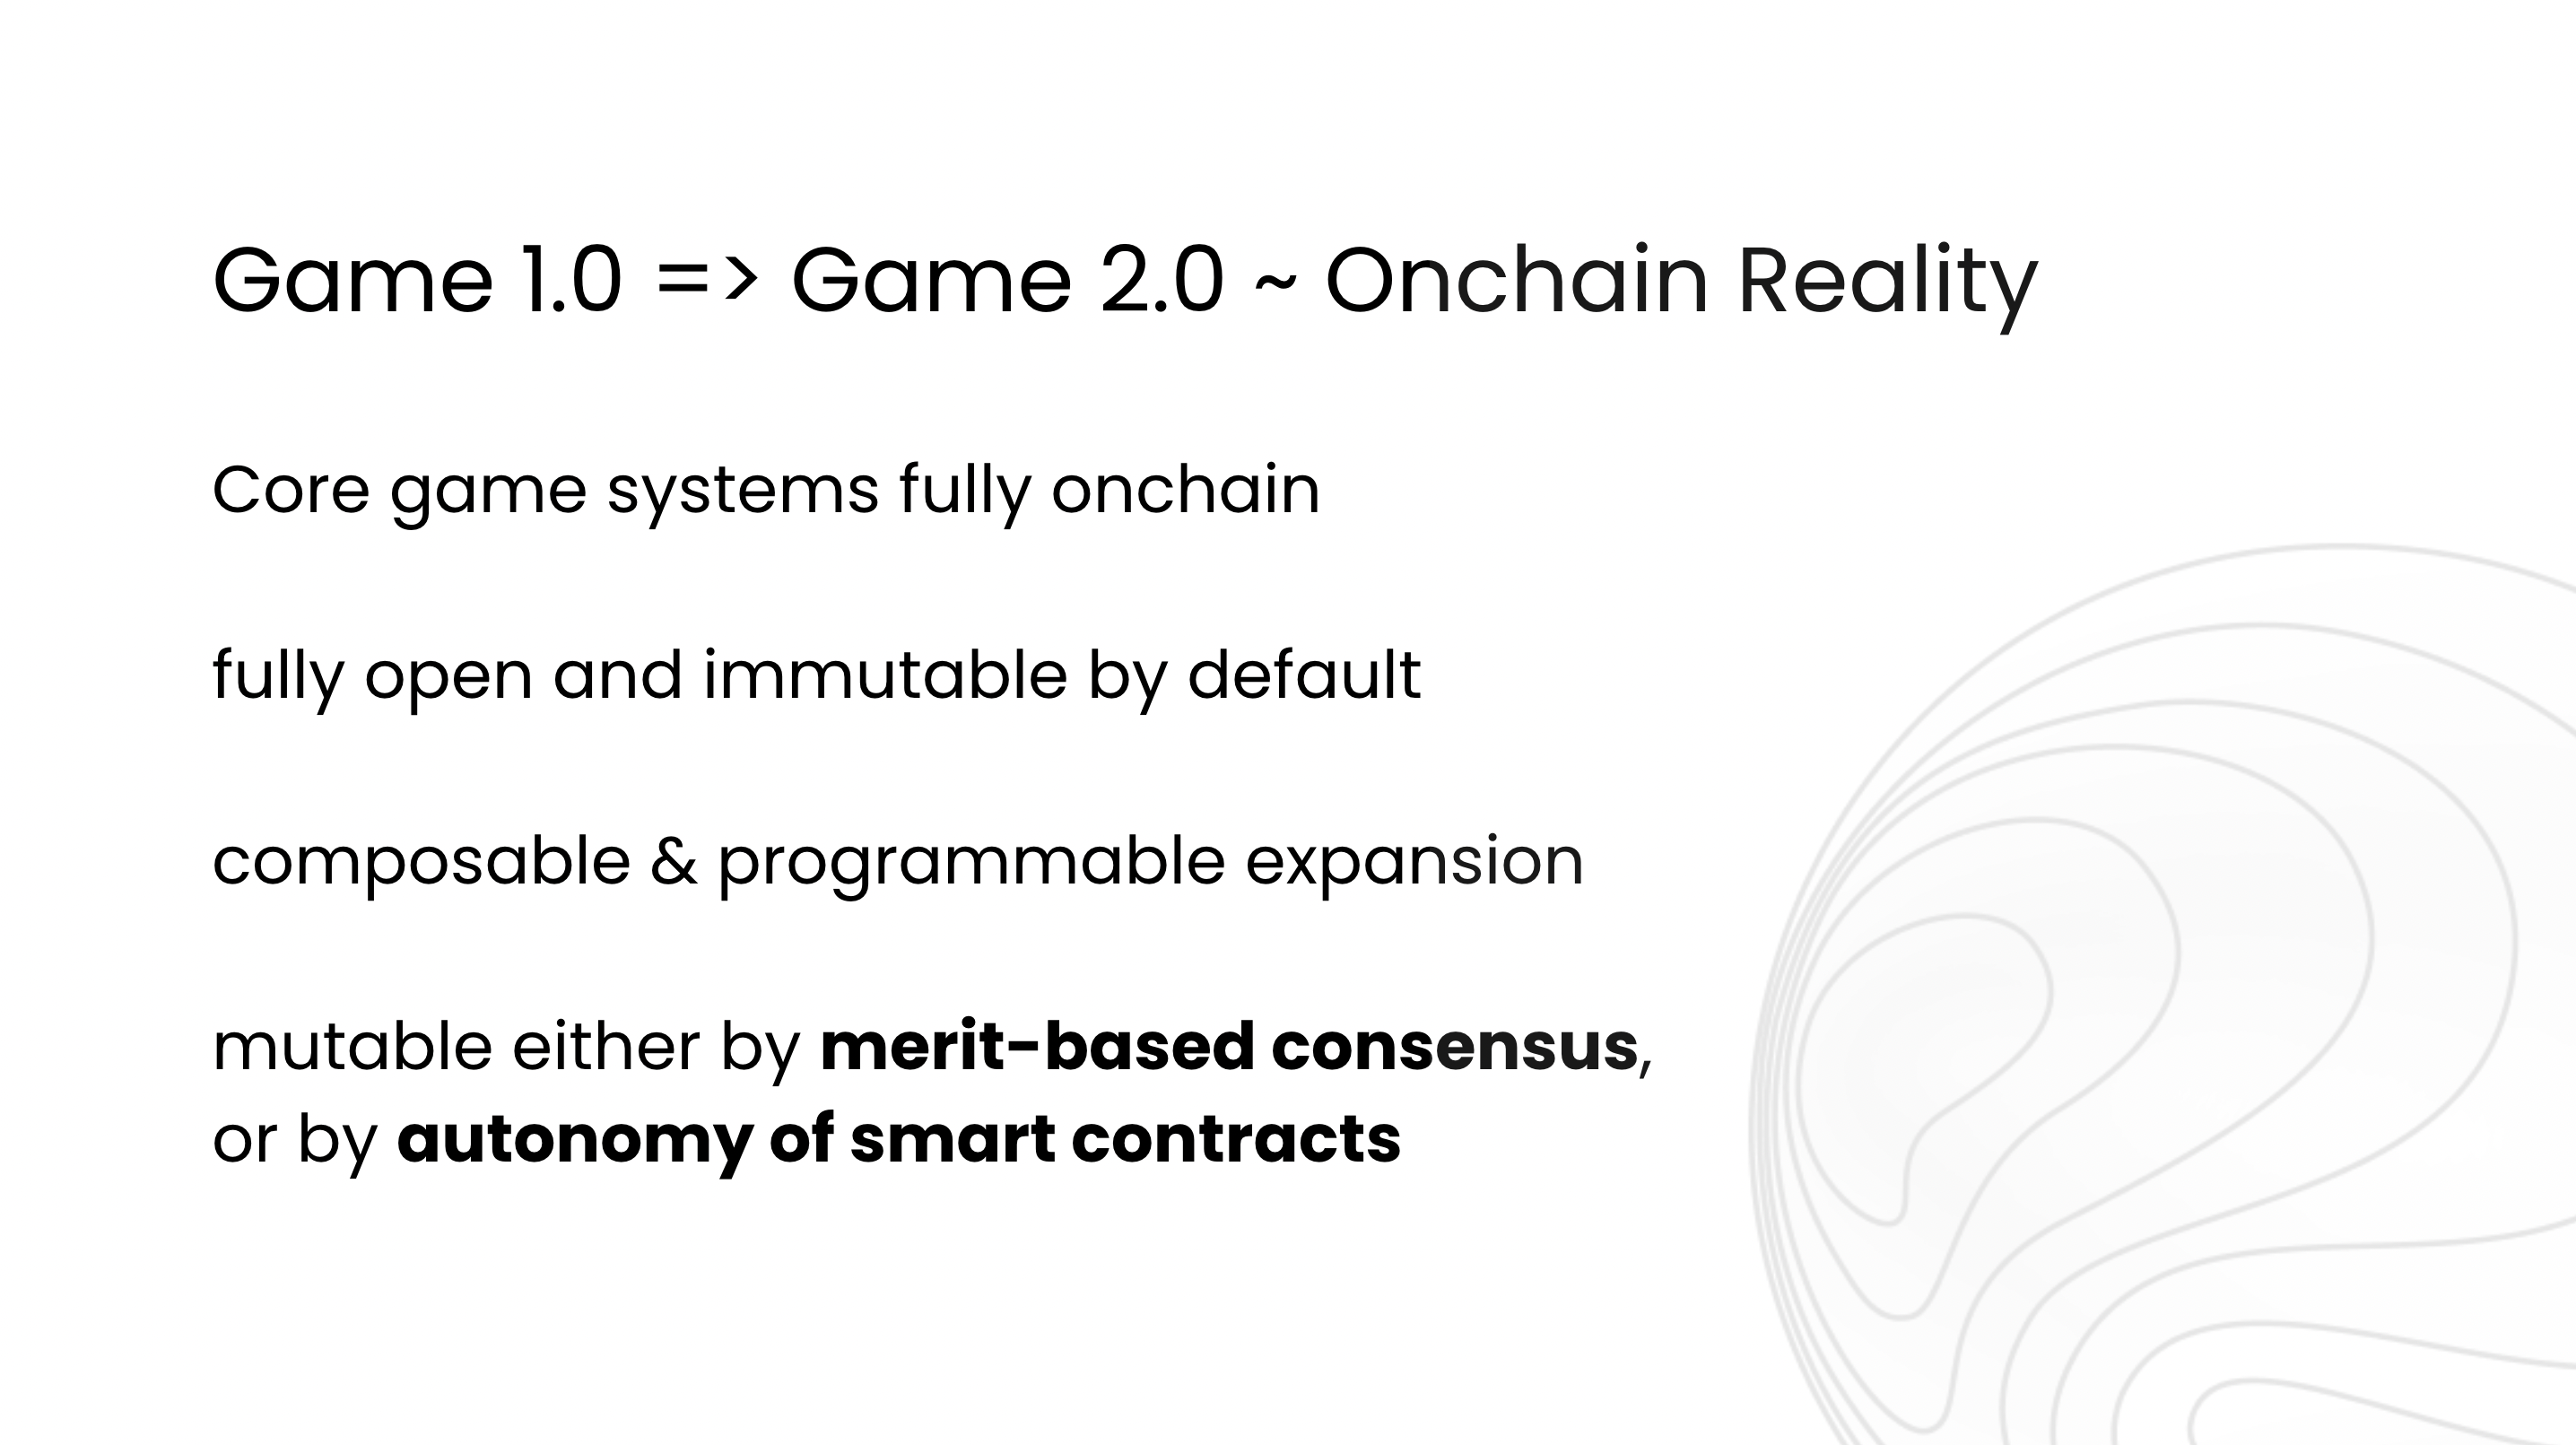 Game 1.0 => Game 2.0 ~ Onchain Reality
Core game systems fully onchain
fully open and immutable by default
composable & programmable expansion
mutable either by merit-based consensus,
or by autonomy of smart contracts